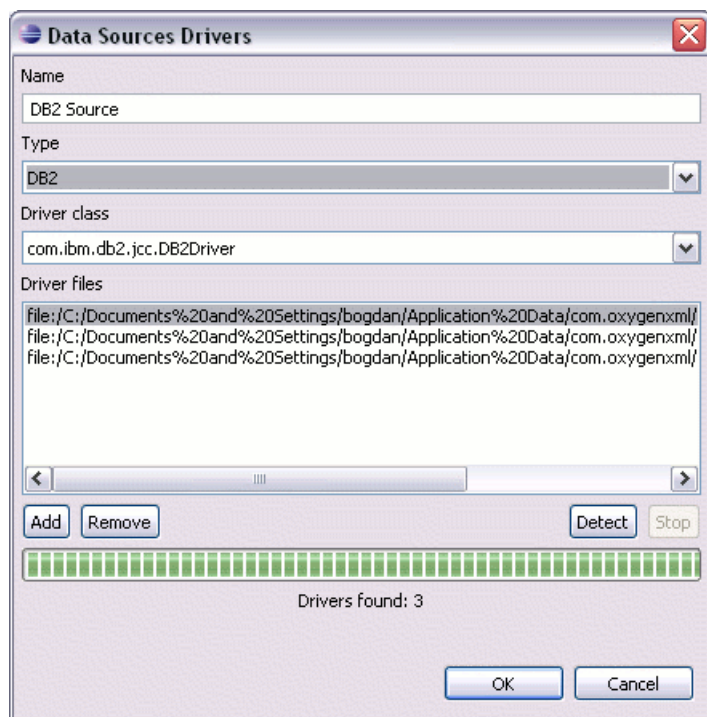 Data Sources Drivers
Name
DB2 Source
Type
DB2
Driver class
com.ibm.db2.jcc.DB2Driver
Driver files
file:/C:/Documents%20and%20Settings/bogdan/Application%20Data/com.oxygenxml/
file:/C:/Documents%20and%20Settings/bogdan/Application%20Data/com.oxygenxml/
file:/C:/Documents%20and%20Settings/bogdan/Application%20Data/com.oxygenxml/
Add Remove Detect Stop
Drivers found: 3
OK Cancel